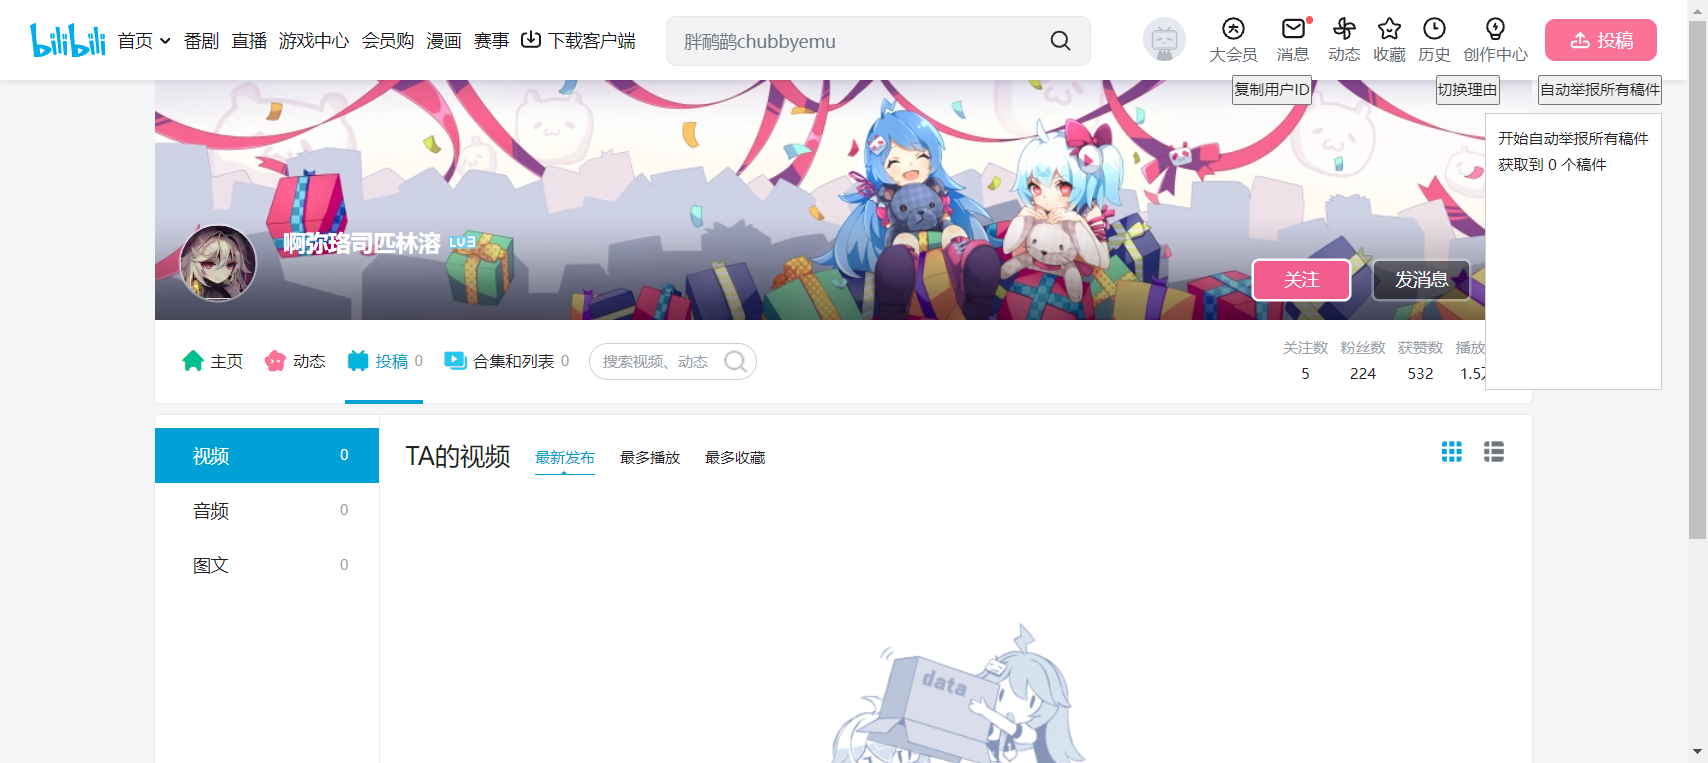 bilibili 首页 番剧 直播 游戏中心 会员购 漫画 赛事 下载客户端 胖鸸鹋chubbyemu 大会员 消息 动态 收藏 历史 创作中心 投稿
复制用户ID 切换理由 自动举报所有稿件
开始自动举报所有稿件
获取到 0 个稿件
啊弥珞司匹林溶 LV3
关注 发消息
主页 动态 投稿 0 合集和列表 0 搜索视频、动态
关注数 粉丝数 获赞数 播放
5 224 532 1.5
视频 0
音频 0
图文 0
TA的视频 最新发布 最多播放 最多收藏
data